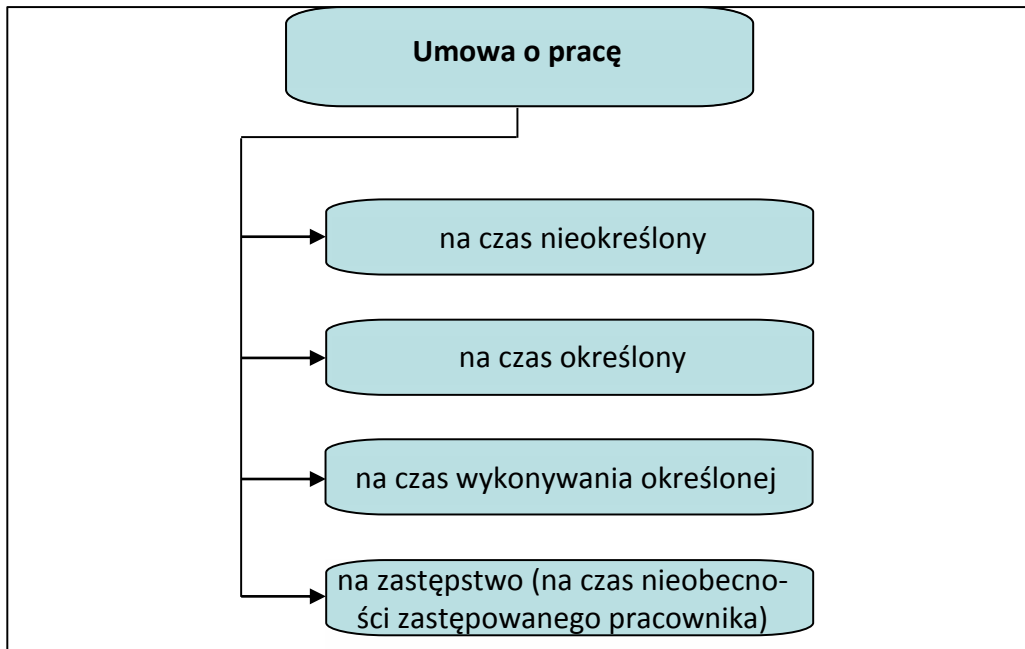 Umowa o pracę
na czas nieokreślony
na czas określony
na czas wykonywania określonej
na zastępstwo (na czas nieobecno-
ści zastępowanego pracownika)